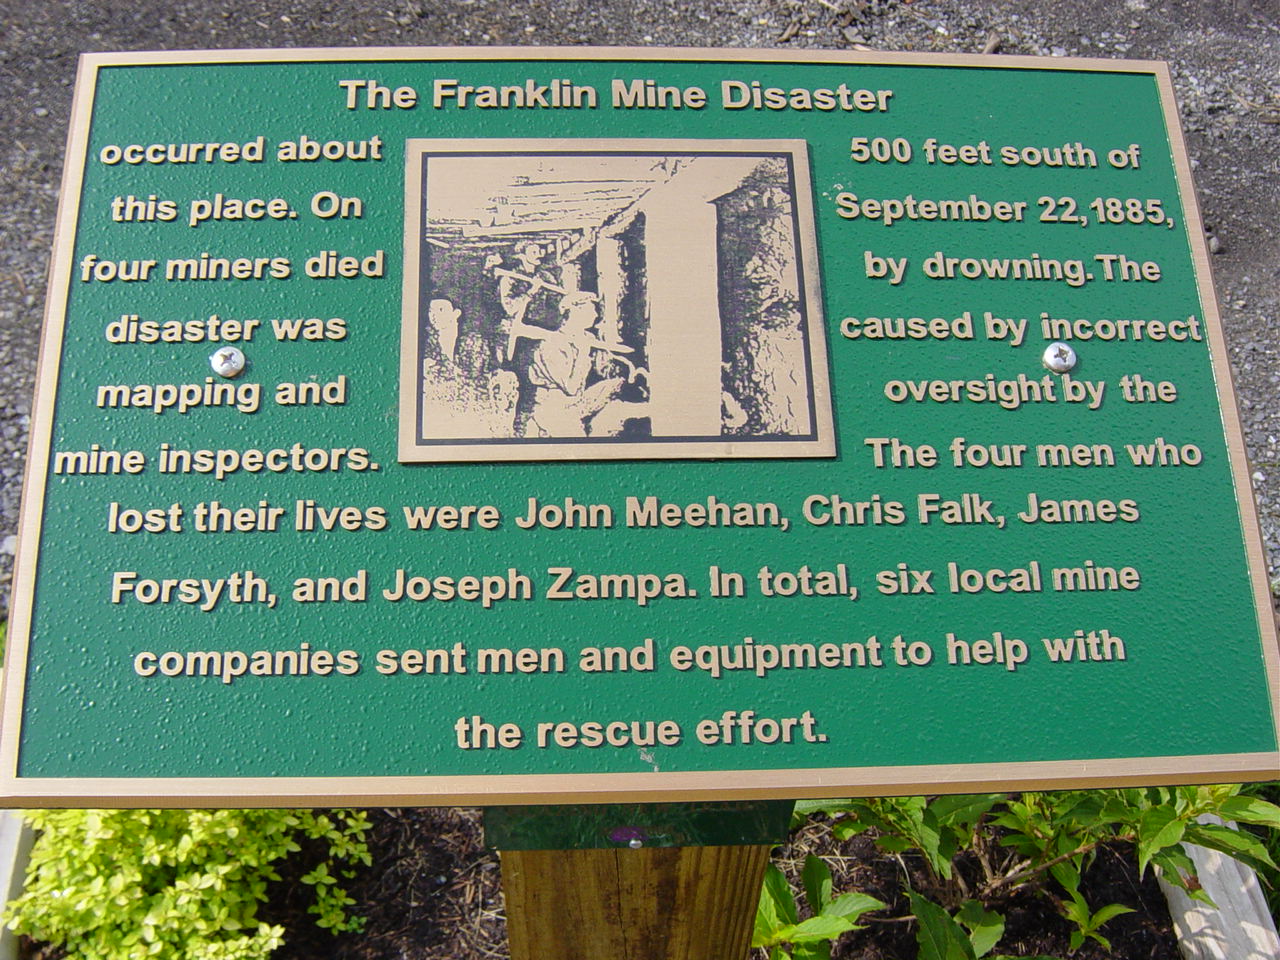 The Franklin Mine Disaster
occurred about 500 feet south of
this place. On September 22, 1885,
four miners died by drowning. The
disaster was caused by incorrect
mapping and oversight by the
mine inspectors. The four men who
lost their lives were John Meehan, Chris Falk, James
Forsyth, and Joseph Zampa. In total, six local mine
companies sent men and equipment to help with
the rescue effort.